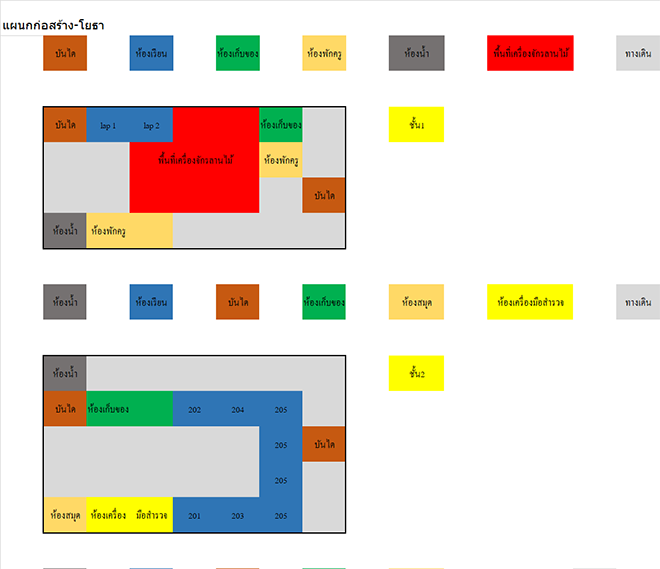 แผนกก่อสร้าง-โยธา
บันได ห้องเรียน ห้องเก็บของ ห้องพักครู ห้องน้ำ พื้นที่เครื่องจักรลานไม้ ทางเดิน
บันได lap 1 lap 2 ห้องเก็บของ ชั้น1
พื้นที่เครื่องจักรลานไม้ ห้องพักครู
บันได
ห้องน้ำ ห้องพักครู
ห้องน้ำ ห้องเรียน บันได ห้องเก็บของ ห้องสมุด ห้องเครื่องมือสำรวจ ทางเดิน
ห้องน้ำ ชั้น2
บันได ห้องเก็บของ 202 204 205
205 บันได
205
ห้องสมุด ห้องเครื่อง มือสำรวจ 201 203 205